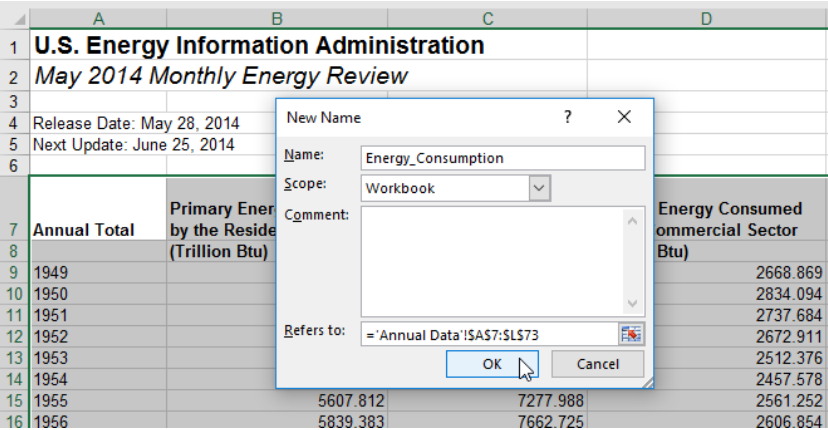 A B C D
1 U.S. Energy Information Administration
2 May 2014 Monthly Energy Review
3
4 Release Date: May 28, 2014
5 Next Update: June 25, 2014
6
New Name ? ×
Name: Energy_Consumption
Scope: Workbook
Comment:
Refers to: ='Annual Data'!$A$7:$L$73
OK Cancel
Primary Ener Energy Consumed
7 Annual Total by the Reside ommercial Sector
8 (Trillion Btu) Btu)
9 1949 2668.869
10 1950 2834.094
11 1951 2737.684
12 1952 2672.911
13 1953 2512.376
14 1954 2457.578
15 1955 5607.812 7277.988 2561.252
16 1956 5839.383 7662.725 2606.854